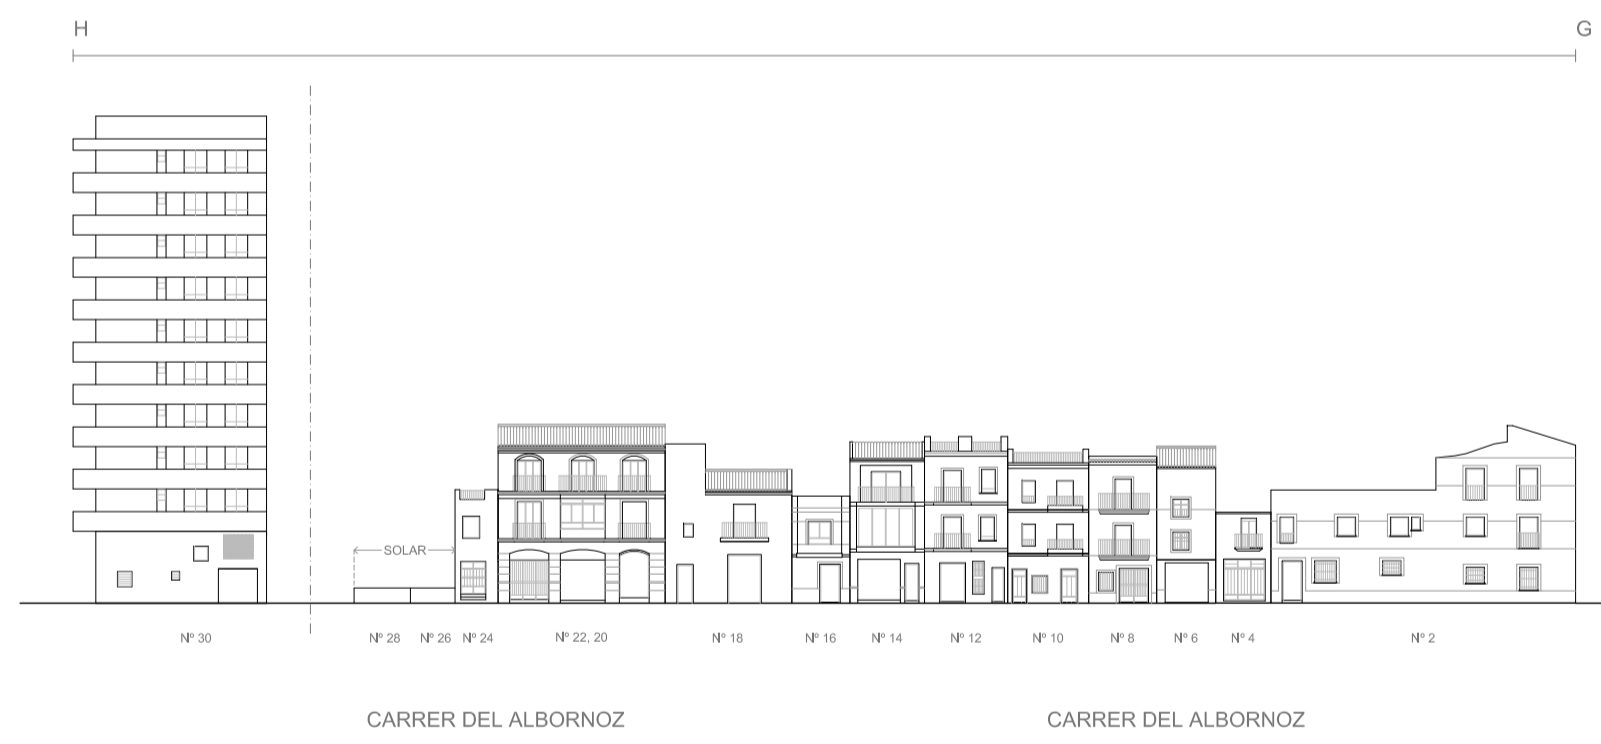 H G
SOLAR
Nº 30 Nº 28 Nº 26 Nº 24 Nº 22, 20 Nº 18 Nº 16 Nº 14 Nº 12 Nº 10 Nº 8 Nº 6 Nº 4 Nº 2
CARRER DEL ALBORNOZ CARRER DEL ALBORNOZ